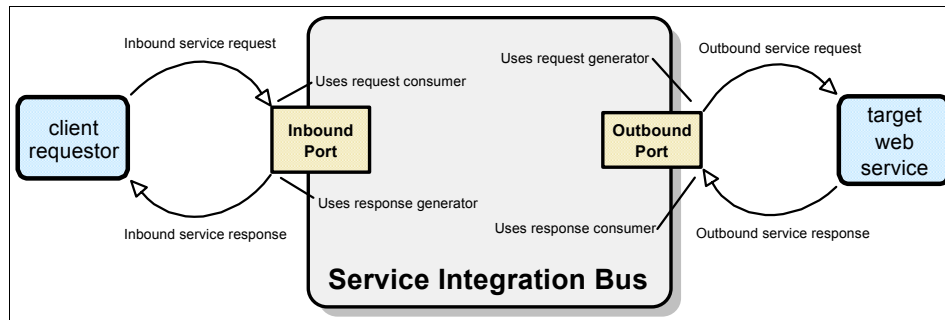 Inbound service request
Uses request consumer
client
requestor
Inbound
Port
Uses response generator
Inbound service response
Uses request generator
Outbound service request
Outbound
Port
target
web
service
Uses response consumer
Outbound service response
Service Integration Bus